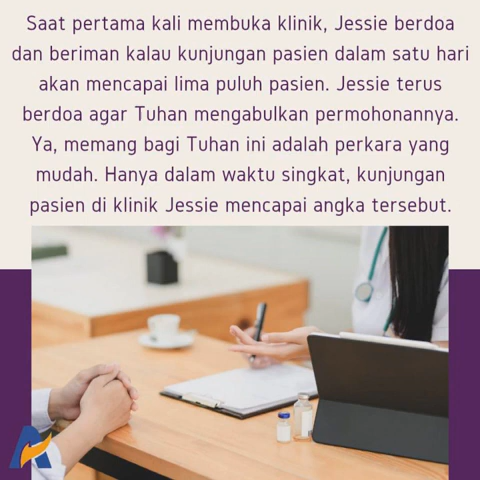 Saat pertama kali membuka klinik, Jessie berdoa
dan beriman kalau kunjungan pasien dalam satu hari
akan mencapai lima puluh pasien. Jessie terus
berdoa agar Tuhan mengabulkan permohonannya.
Ya, memang bagi Tuhan ini adalah perkara yang
mudah. Hanya dalam waktu singkat, kunjungan
pasien di klinik Jessie mencapai angka tersebut.